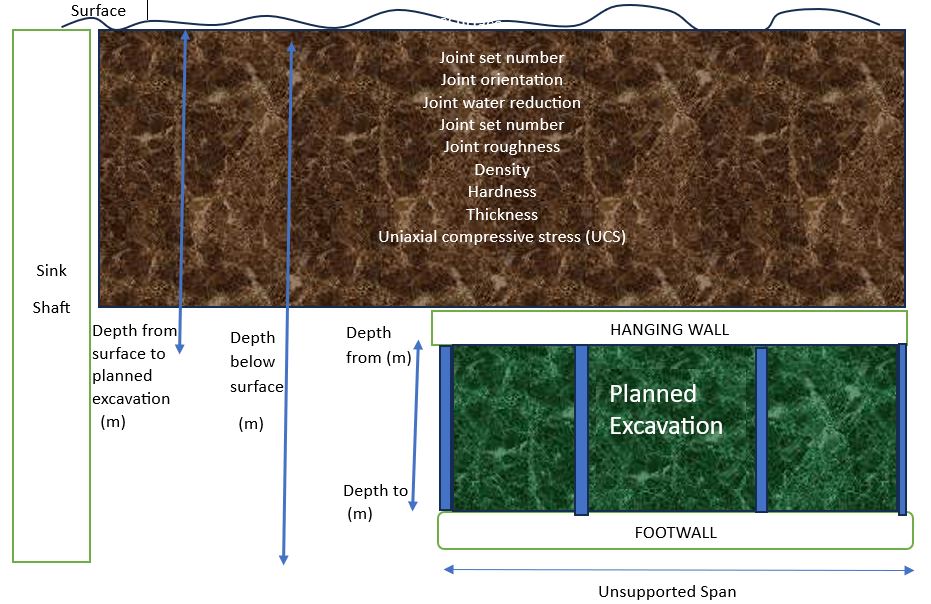 Surface
Joint set number
Joint orientation
Joint water reduction
Joint set number
Joint roughness
Density
Hardness
Thickness
Uniaxial compressive stress (UCS)
Sink
Shaft
Depth from
surface to
planned
excavation
(m)
Depth
below
surface
(m)
Depth
from (m)
Depth to
(m)
HANGING WALL
Planned
Excavation
FOOTWALL
Unsupported Span